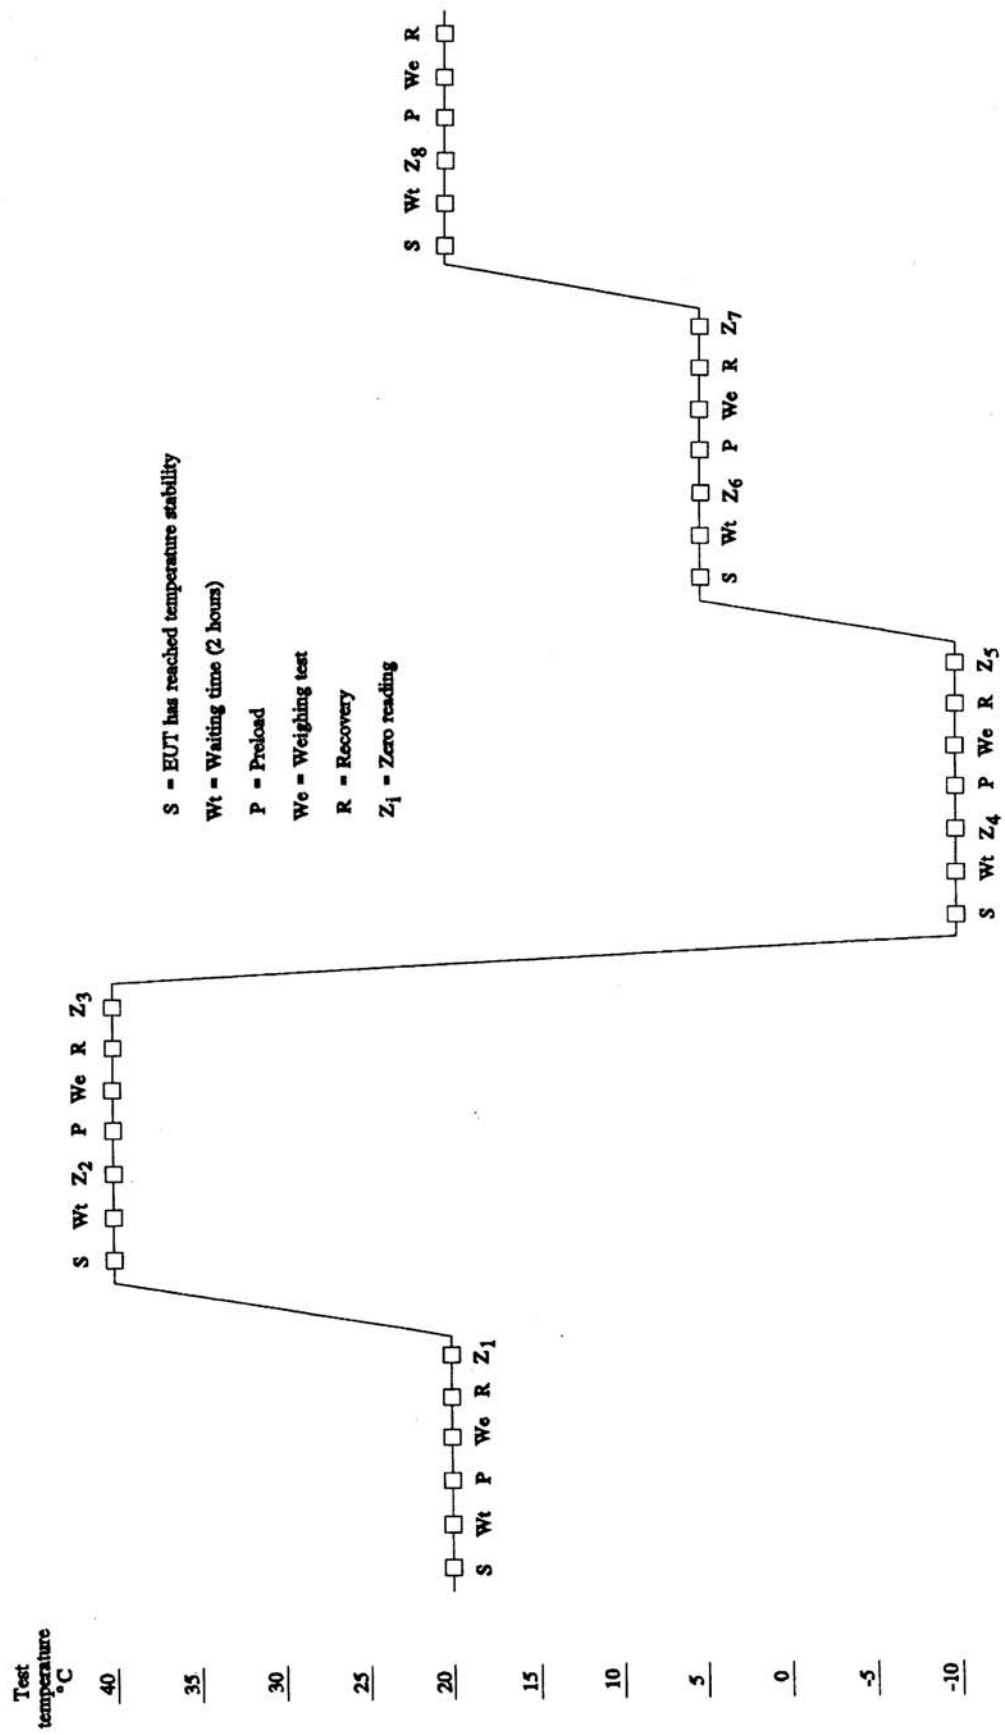 Test
temperature
°C
40
35
30
25
20
15
10
5
0
-5
-10
S Wt P We R Z1
S Wt Z2 P We R Z3
S Wt Z4 P We R Z5
S Wt Z6 P We R Z7
S Wt Z8 P We R
S = EUT has reached temperature stability
Wt = Waiting time (2 hours)
P = Preload
We = Weighing test
R = Recovery
Zi = Zero reading